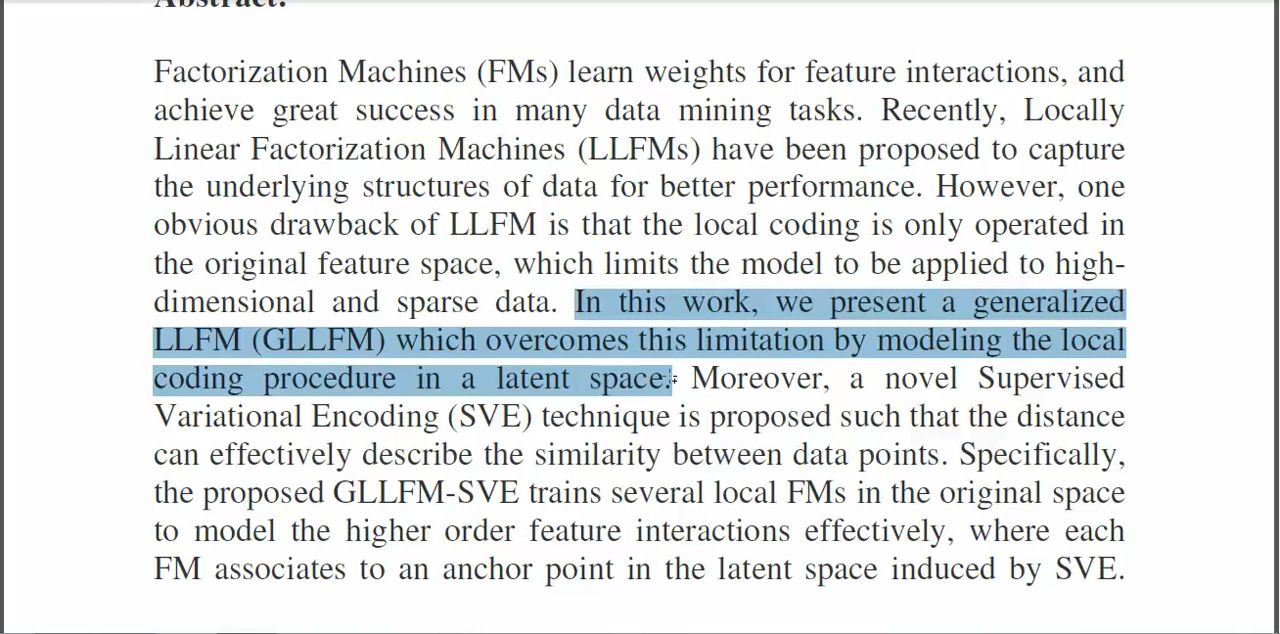 Abstract:
Factorization Machines (FMs) learn weights for feature interactions, and
achieve great success in many data mining tasks. Recently, Locally
Linear Factorization Machines (LLFMs) have been proposed to capture
the underlying structures of data for better performance. However, one
obvious drawback of LLFM is that the local coding is only operated in
the original feature space, which limits the model to be applied to high-
dimensional and sparse data. In this work, we present a generalized
LLFM (GLLFM) which overcomes this limitation by modeling the local
coding procedure in a latent space. Moreover, a novel Supervised
Variational Encoding (SVE) technique is proposed such that the distance
can effectively describe the similarity between data points. Specifically,
the proposed GLLFM-SVE trains several local FMs in the original space
to model the higher order feature interactions effectively, where each
FM associates to an anchor point in the latent space induced by SVE.